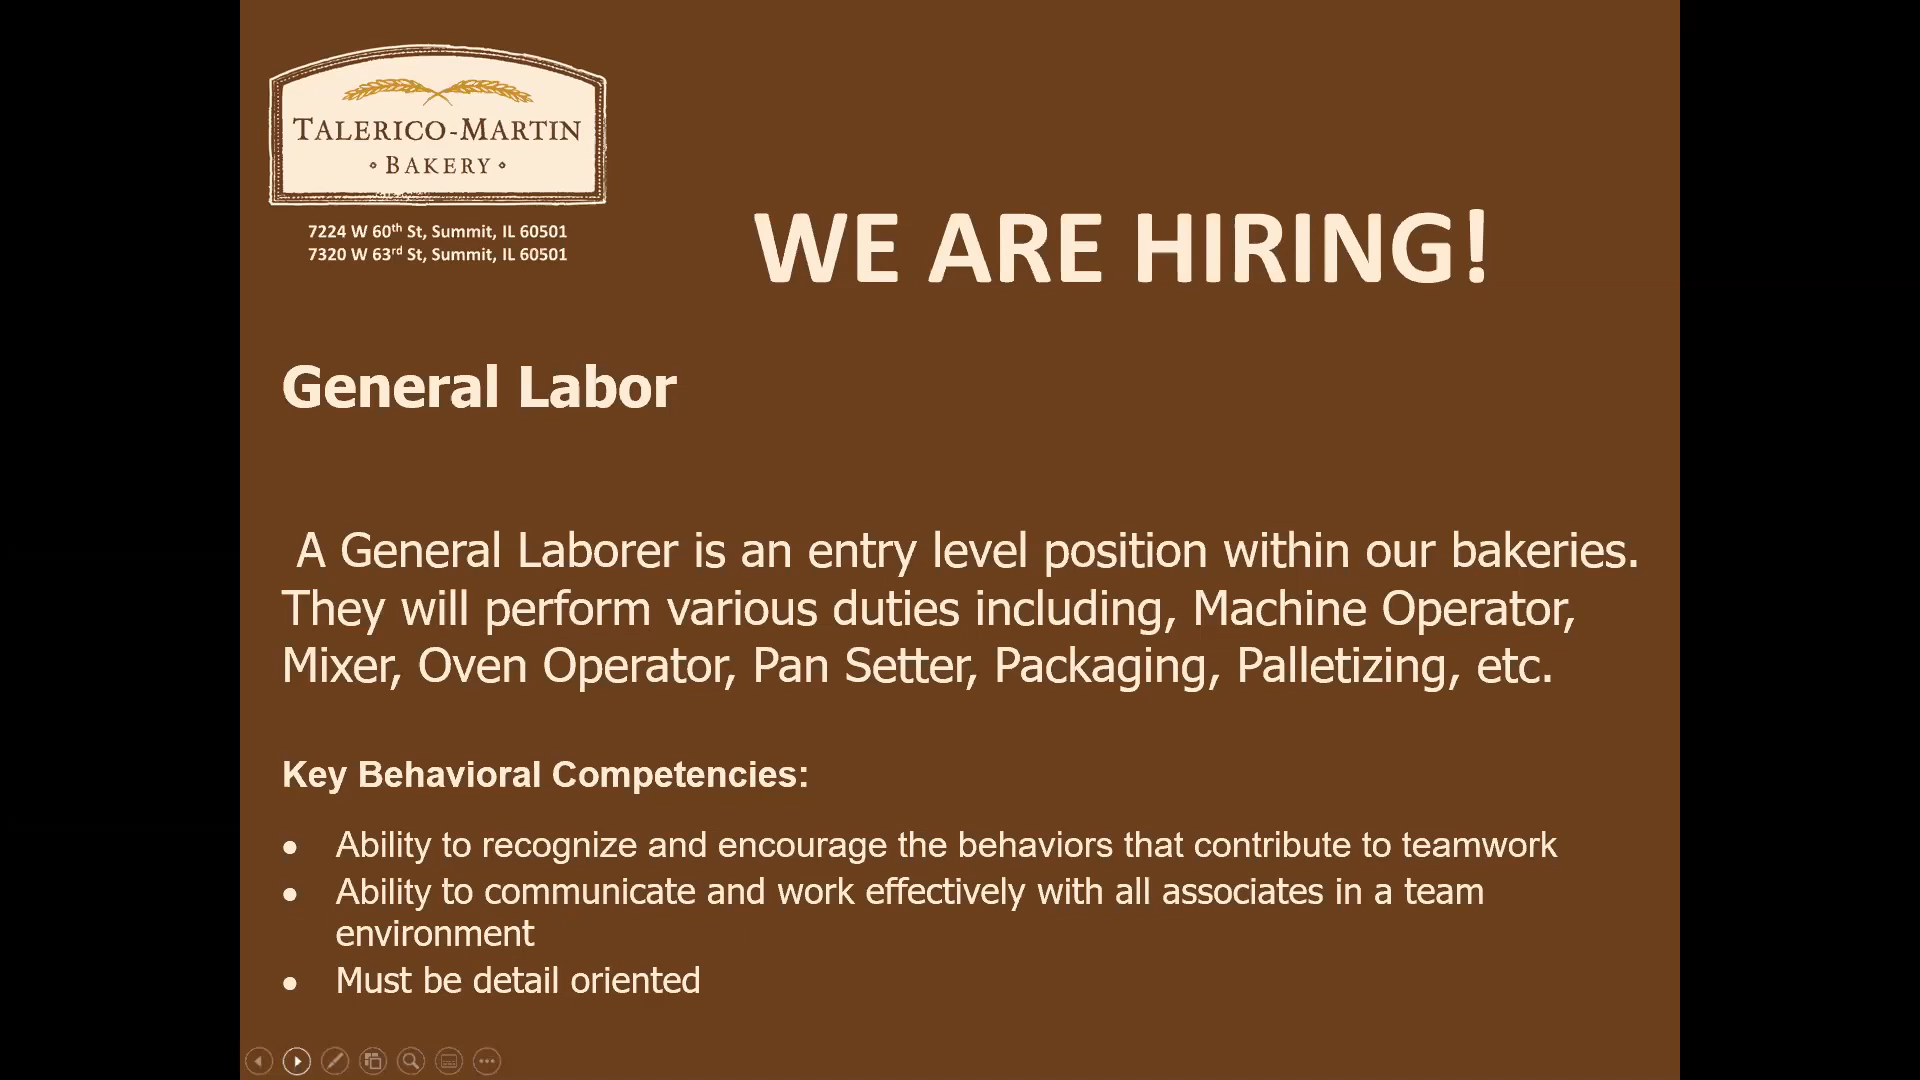 TALERICO-MARTIN
BAKERY
7224 W 60th St, Summit, IL 60501
7320 W 63rd St, Summit, IL 60501
WE ARE HIRING!
General Labor
A General Laborer is an entry level position within our bakeries.
They will perform various duties including, Machine Operator,
Mixer, Oven Operator, Pan Setter, Packaging, Palletizing, etc.
Key Behavioral Competencies:
• Ability to recognize and encourage the behaviors that contribute to teamwork
• Ability to communicate and work effectively with all associates in a team
environment
• Must be detail oriented